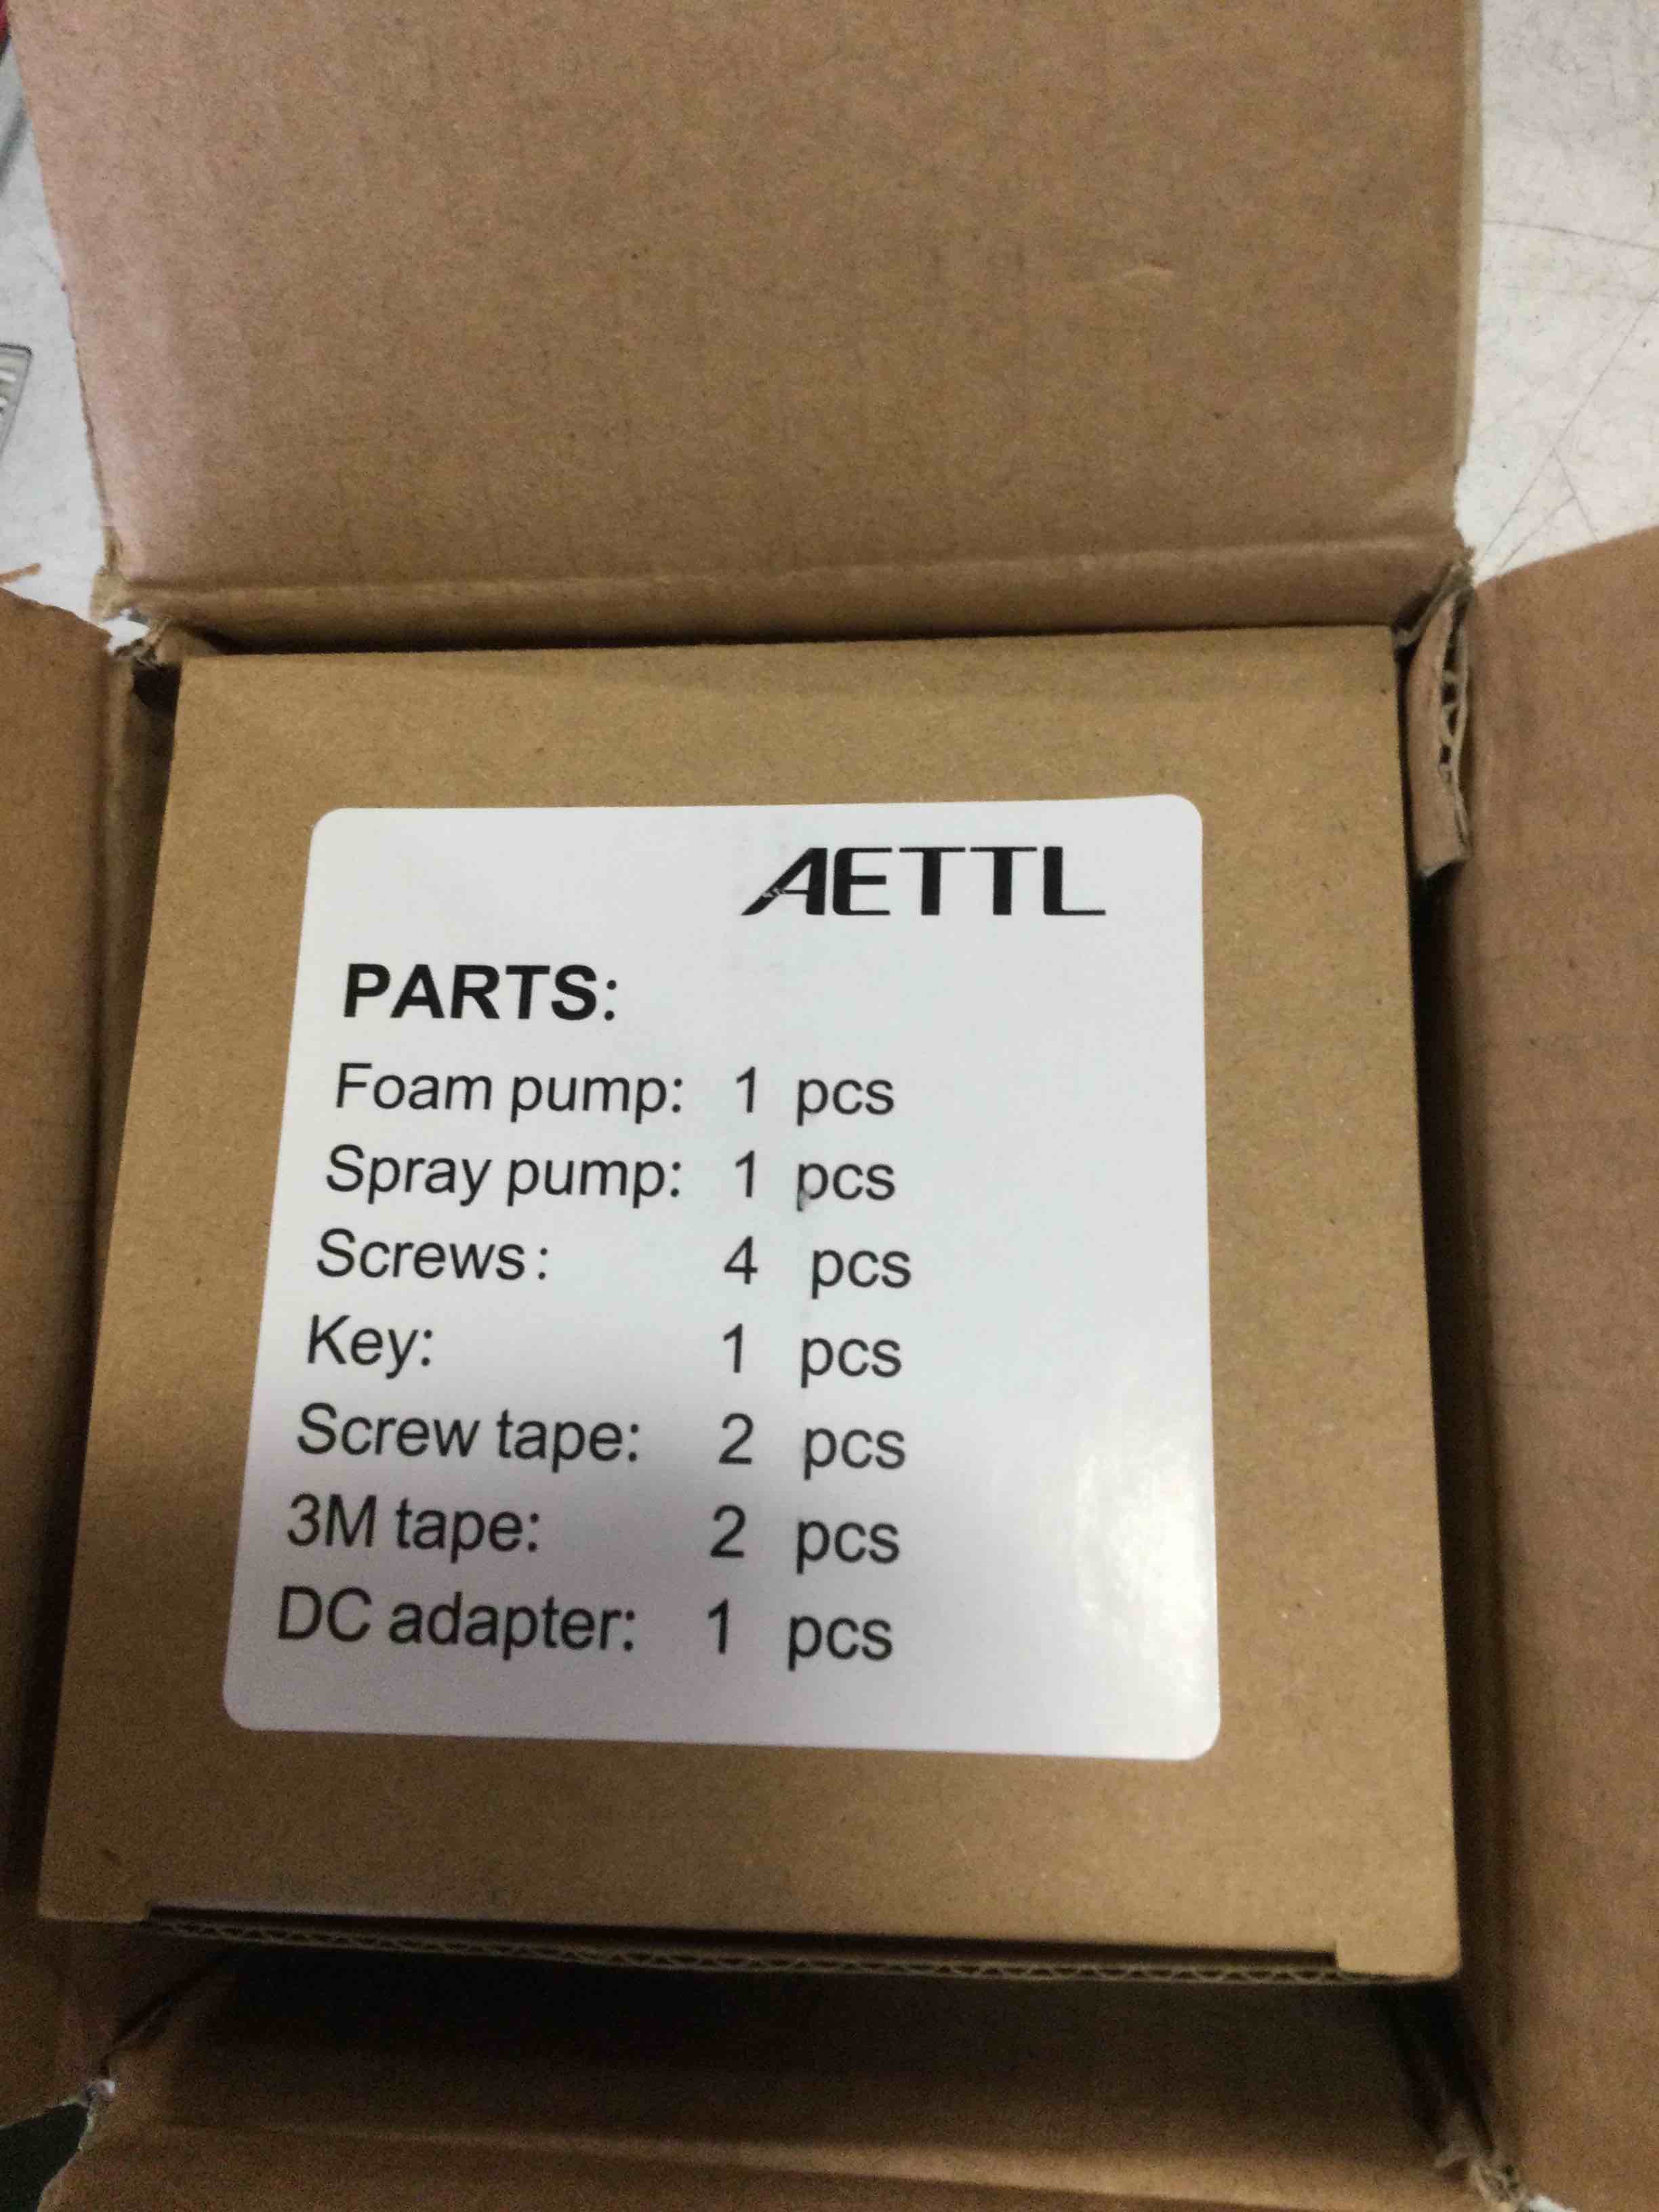 AETTL
PARTS:
Foam pump: 1 pcs
Spray pump: 1 pcs
Screws: 4 pcs
Key: 1 pcs
Screw tape: 2 pcs
3M tape: 2 pcs
DC adapter: 1 pcs